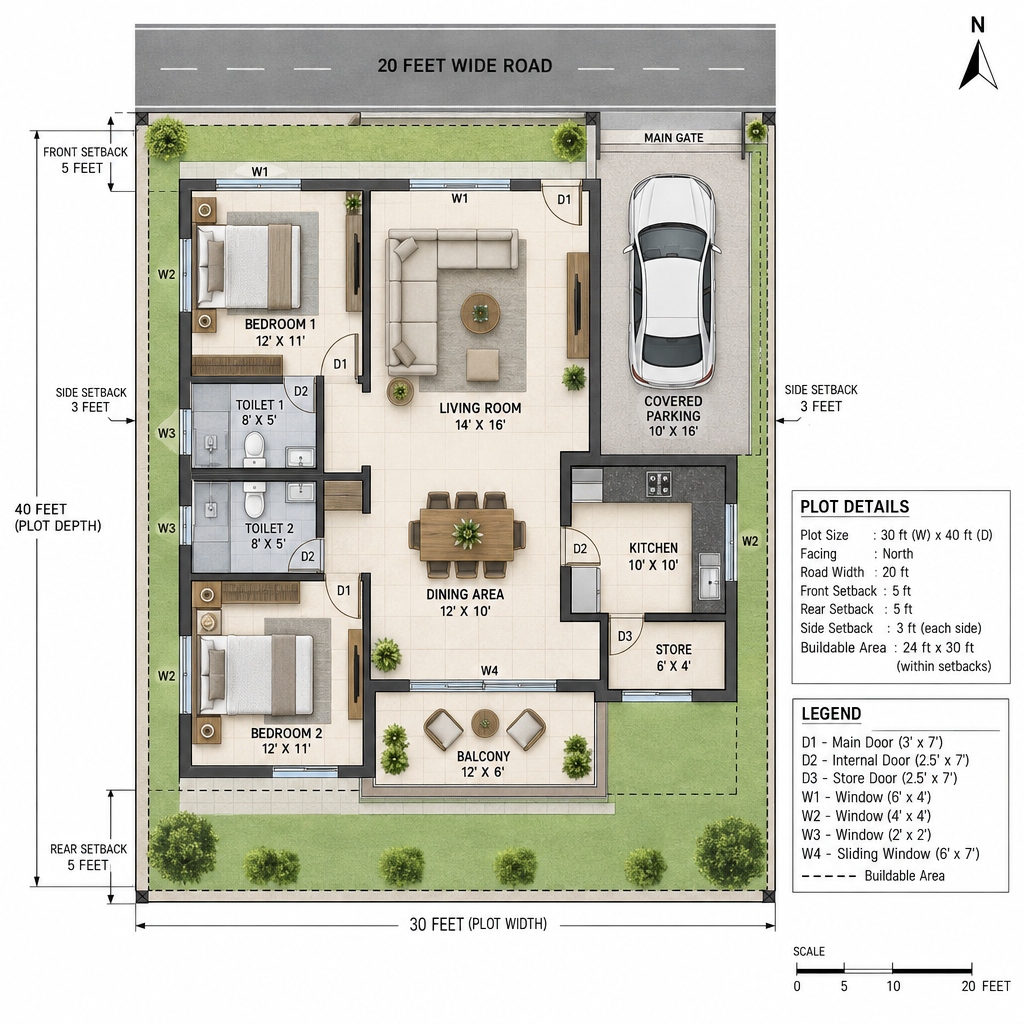 N
20 FEET WIDE ROAD
MAIN GATE
FRONT SETBACK
5 FEET
W1
W1
D1
W2
BEDROOM 1
12' X 11'
D1
D2
TOILET 1
8' X 5'
W3
LIVING ROOM
14' X 16'
COVERED
PARKING
10' X 16'
SIDE SETBACK
3 FEET
SIDE SETBACK
3 FEET
40 FEET
(PLOT DEPTH)
W3
TOILET 2
8' X 5'
D2
D1
DINING AREA
12' X 10'
D2
KITCHEN
10' X 10'
W2
D3
STORE
6' X 4'
W4
W2
BEDROOM 2
12' X 11'
BALCONY
12' X 6'
REAR SETBACK
5 FEET
30 FEET (PLOT WIDTH)
PLOT DETAILS
Plot Size : 30 ft (W) x 40 ft (D)
Facing : North
Road Width : 20 ft
Front Setback : 5 ft
Rear Setback : 5 ft
Side Setback : 3 ft (each side)
Buildable Area : 24 ft x 30 ft
(within setbacks)
LEGEND
D1 - Main Door (3' x 7')
D2 - Internal Door (2.5' x 7')
D3 - Store Door (2.5' x 7')
W1 - Window (6' x 4')
W2 - Window (4' x 4')
W3 - Window (2' x 2')
W4 - Sliding Window (6' x 7')
----- Buildable Area
SCALE
0 5 10 20 FEET